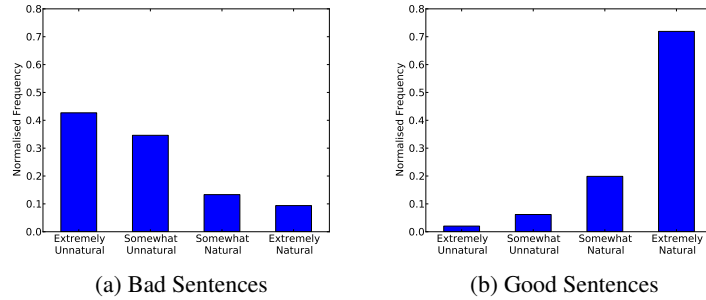 0.8
0.7
0.6
0.5
0.4
0.3
0.2
0.1
0.0
Normalised Frequency
Extremely Somewhat Somewhat Extremely
Unnatural Unnatural Natural Natural
(a) Bad Sentences
0.8
0.7
0.6
0.5
0.4
0.3
0.2
0.1
0.0
Normalised Frequency
Extremely Somewhat Somewhat Extremely
Unnatural Unnatural Natural Natural
(b) Good Sentences